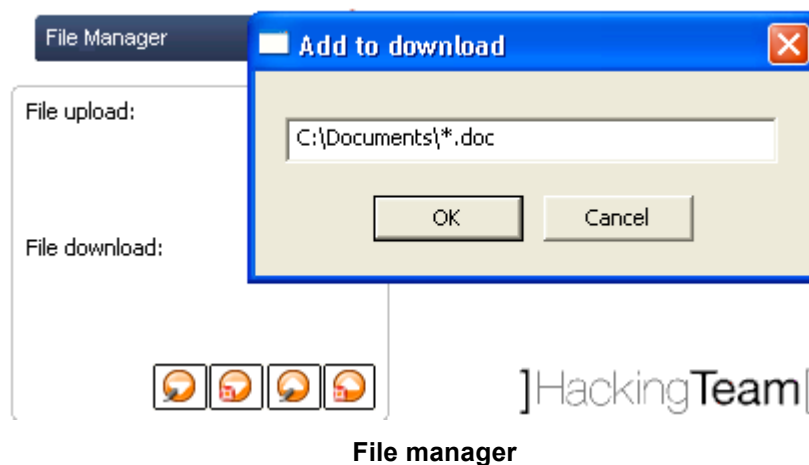 File Manager
Add to download
File upload:
C:\Documents\*.doc
OK
Cancel
File download:
]HackingTeam[
File manager